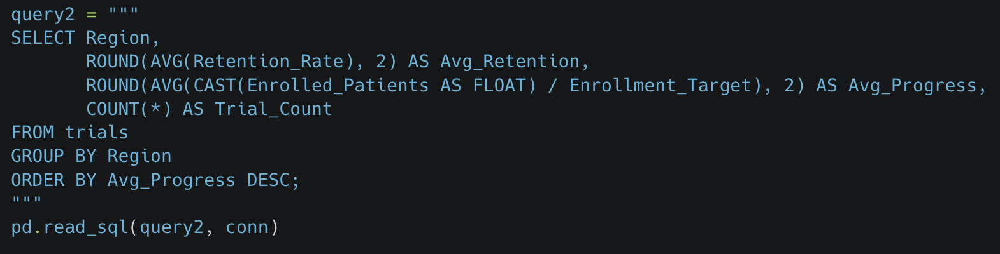 query2 = """
SELECT Region,
       ROUND(AVG(Retention_Rate), 2) AS Avg_Retention,
       ROUND(AVG(CAST(Enrolled_Patients AS FLOAT) / Enrollment_Target), 2) AS Avg_Progress,
       COUNT(*) AS Trial_Count
FROM trials
GROUP BY Region
ORDER BY Avg_Progress DESC;
"""
pd.read_sql(query2, conn)